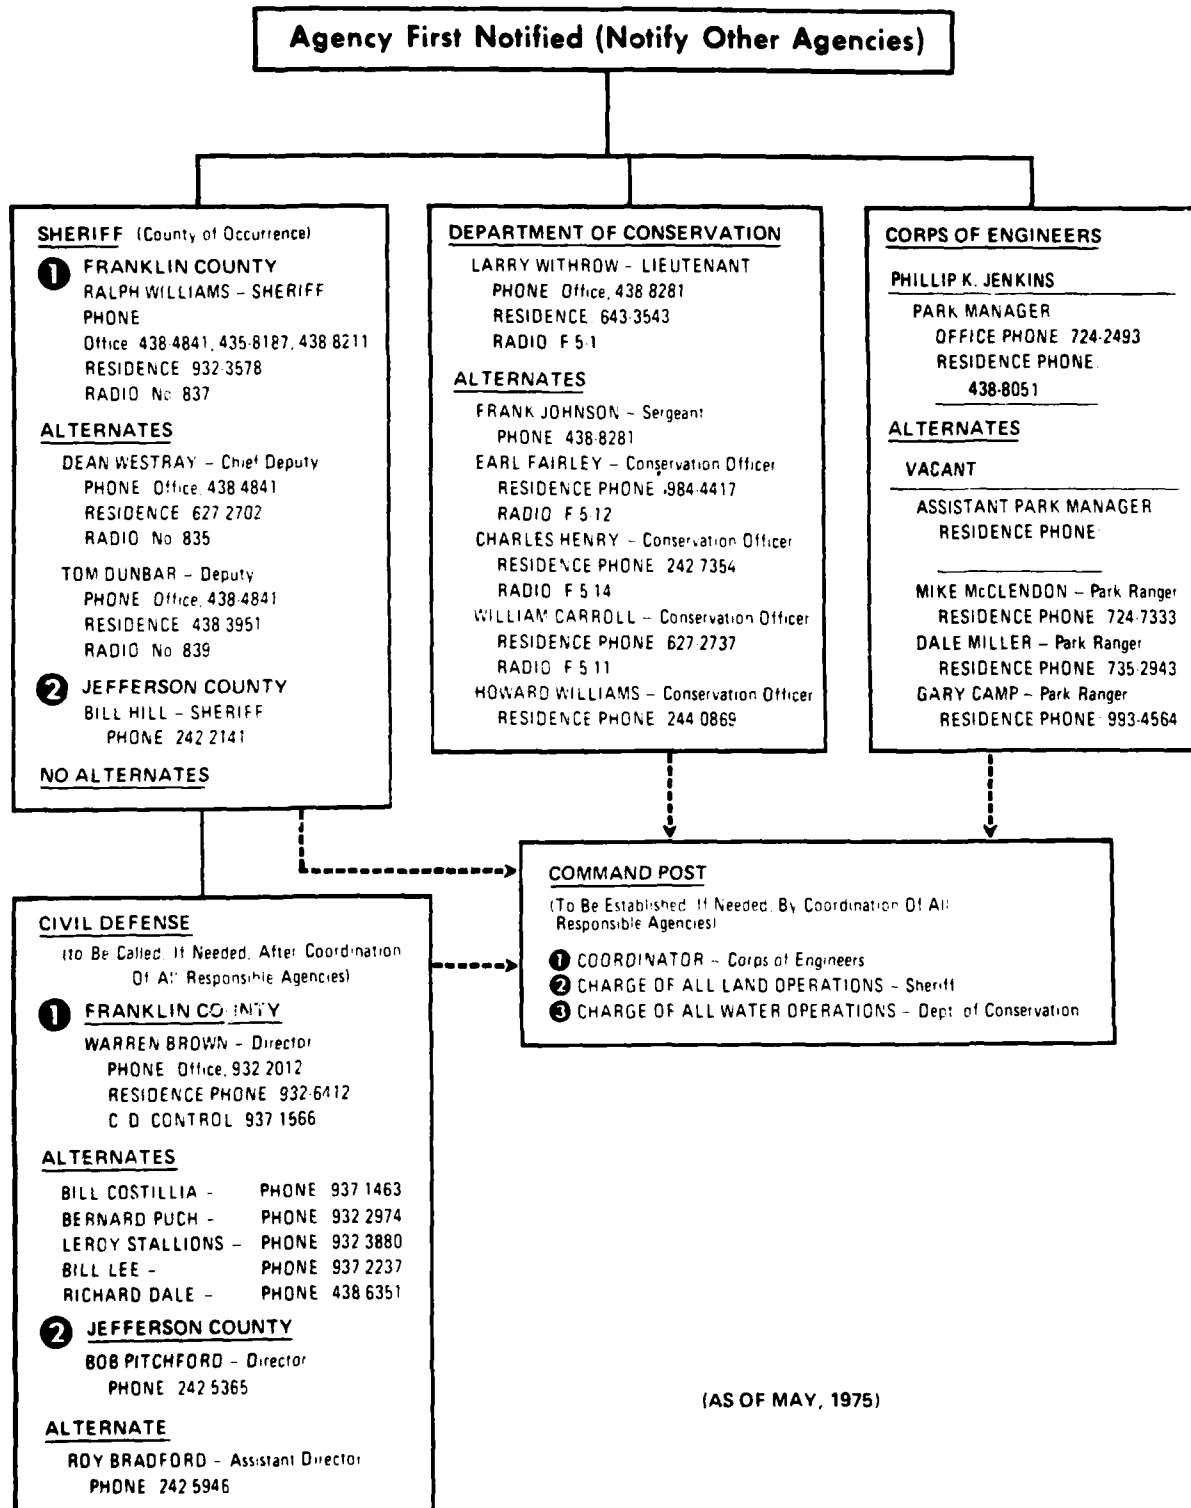 Agency First Notified (Notify Other Agencies)
SHERIFF (County of Occurrence)
1 FRANKLIN COUNTY
RALPH WILLIAMS – SHERIFF
PHONE
Office 438-4841, 435-8187, 438-8211
RESIDENCE 932-3578
RADIO No 837
ALTERNATES
DEAN WESTRAY – Chief Deputy
PHONE Office, 438 4841
RESIDENCE 627 2702
RADIO No 835
TOM DUNBAR – Deputy
PHONE Office, 438-4841
RESIDENCE 438 3951
RADIO No 839
2 JEFFERSON COUNTY
BILL HILL – SHERIFF
PHONE 242 2141
NO ALTERNATES
DEPARTMENT OF CONSERVATION
LARRY WITHROW – LIEUTENANT
PHONE Office, 438 8281
RESIDENCE 643-3543
RADIO F 5-1
ALTERNATES
FRANK JOHNSON – Sergeant
PHONE 438-8281
EARL FAIRLEY – Conservation Officer
RESIDENCE PHONE 984-4417
RADIO F 5 12
CHARLES HENRY – Conservation Officer
RESIDENCE PHONE 242 7354
RADIO F 5 14
WILLIAM CARROLL – Conservation Officer
RESIDENCE PHONE 627-2737
RADIO F 5 11
HOWARD WILLIAMS – Conservation Officer
RESIDENCE PHONE 244 0869
CORPS OF ENGINEERS
PHILLIP K. JENKINS
PARK MANAGER
OFFICE PHONE 724-2493
RESIDENCE PHONE
438-8051
ALTERNATES
VACANT
ASSISTANT PARK MANAGER
RESIDENCE PHONE
MIKE McCLENDON – Park Ranger
RESIDENCE PHONE 724-7333
DALE MILLER – Park Ranger
RESIDENCE PHONE 735-2943
GARY CAMP – Park Ranger
RESIDENCE PHONE 993-4564
COMMAND POST
(To Be Established, If Needed, By Coordination Of All
Responsible Agencies)
1 COORDINATOR – Corps of Engineers
2 CHARGE OF ALL LAND OPERATIONS – Sheriff
3 CHARGE OF ALL WATER OPERATIONS – Dept. of Conservation
CIVIL DEFENSE
(to Be Called, If Needed, After Coordination
Of All Responsible Agencies)
1 FRANKLIN COUNTY
WARREN BROWN – Director
PHONE Office, 932 2012
RESIDENCE PHONE 932-6412
C D CONTROL 937 1566
ALTERNATES
BILL COSTILLIA – PHONE 937 1463
BERNARD PUCH – PHONE 932 2974
LEROY STALLIONS – PHONE 932 3880
BILL LEE – PHONE 937 2237
RICHARD DALE – PHONE 438 6351
2 JEFFERSON COUNTY
BOB PITCHFORD – Director
PHONE 242 5365
ALTERNATE
ROY BRADFORD – Assistant Director
PHONE 242 5946
(AS OF MAY, 1975)